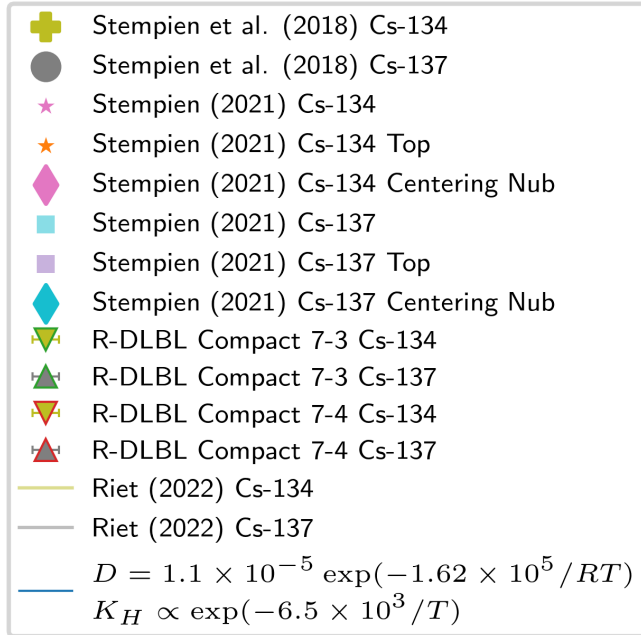 Stempien et al. (2018) Cs-134
Stempien et al. (2018) Cs-137
Stempien (2021) Cs-134
Stempien (2021) Cs-134 Top
Stempien (2021) Cs-134 Centering Nub
Stempien (2021) Cs-137
Stempien (2021) Cs-137 Top
Stempien (2021) Cs-137 Centering Nub
R-DLBL Compact 7-3 Cs-134
R-DLBL Compact 7-3 Cs-137
R-DLBL Compact 7-4 Cs-134
R-DLBL Compact 7-4 Cs-137
Riet (2022) Cs-134
Riet (2022) Cs-137
D = 1.1 × 10⁻⁵ exp(−1.62 × 10⁵/RT)
K_H ∝ exp(−6.5 × 10³/T)